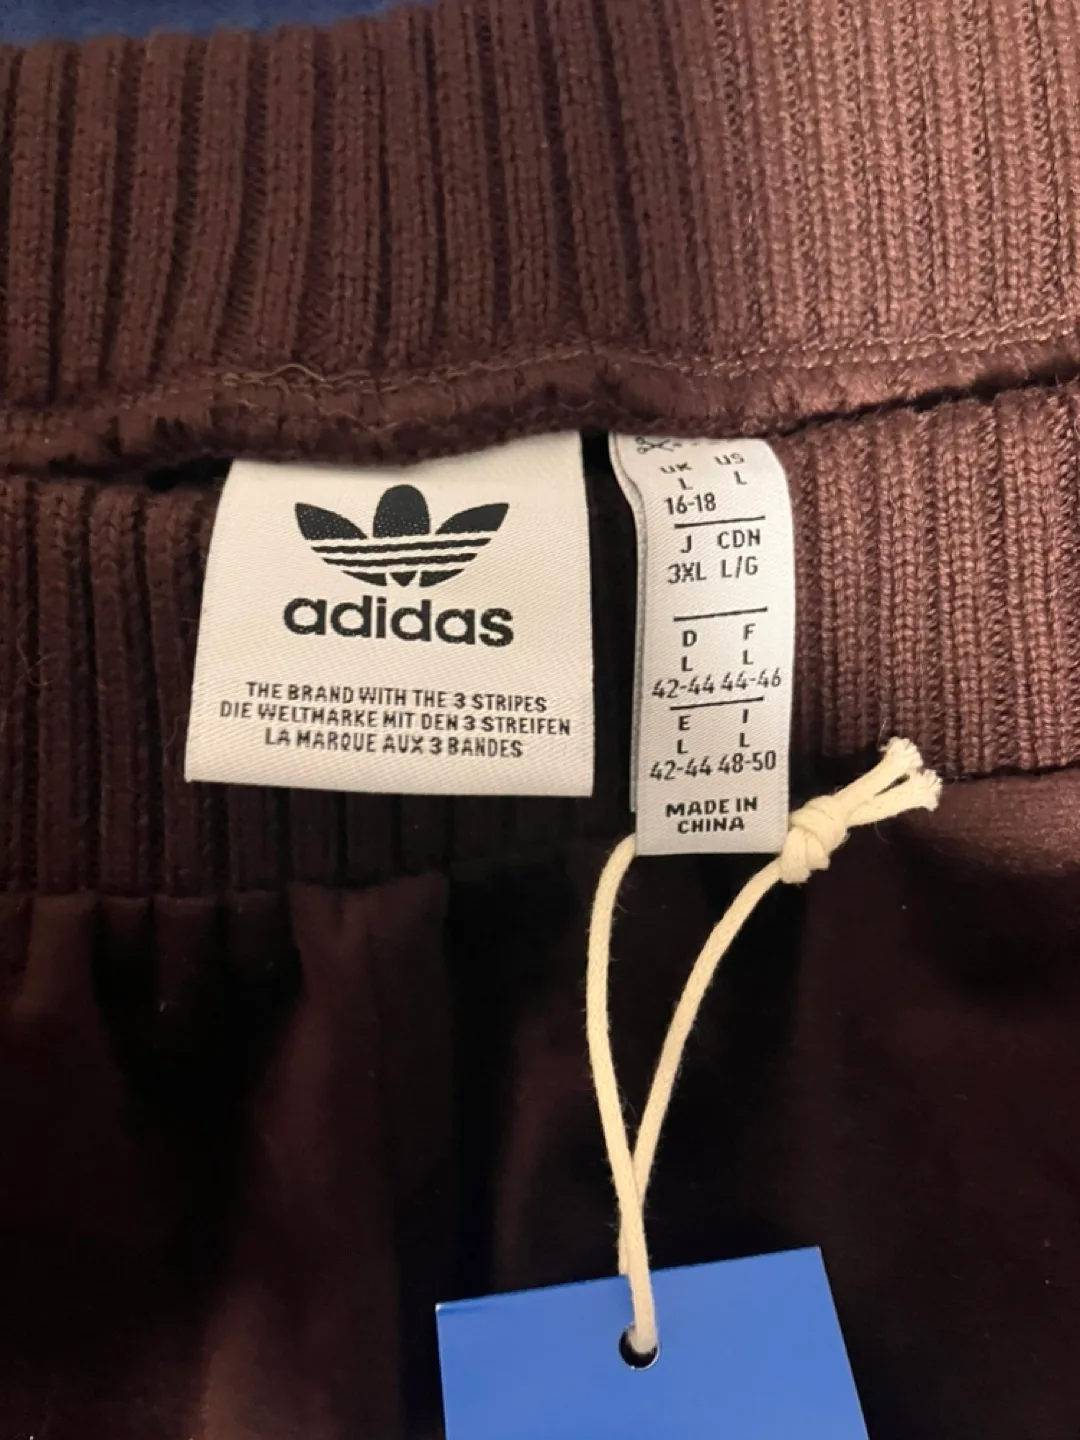 adidas
THE BRAND WITH THE 3 STRIPES
DIE WELTMARKE MIT DEN 3 STREIFEN
LA MARQUE AUX 3 BANDES
UK US
L L
16-18
J CDN
3XL L/G
D F
L L
42-44 44-46
E I
L L
42-44 48-50
MADE IN
CHINA